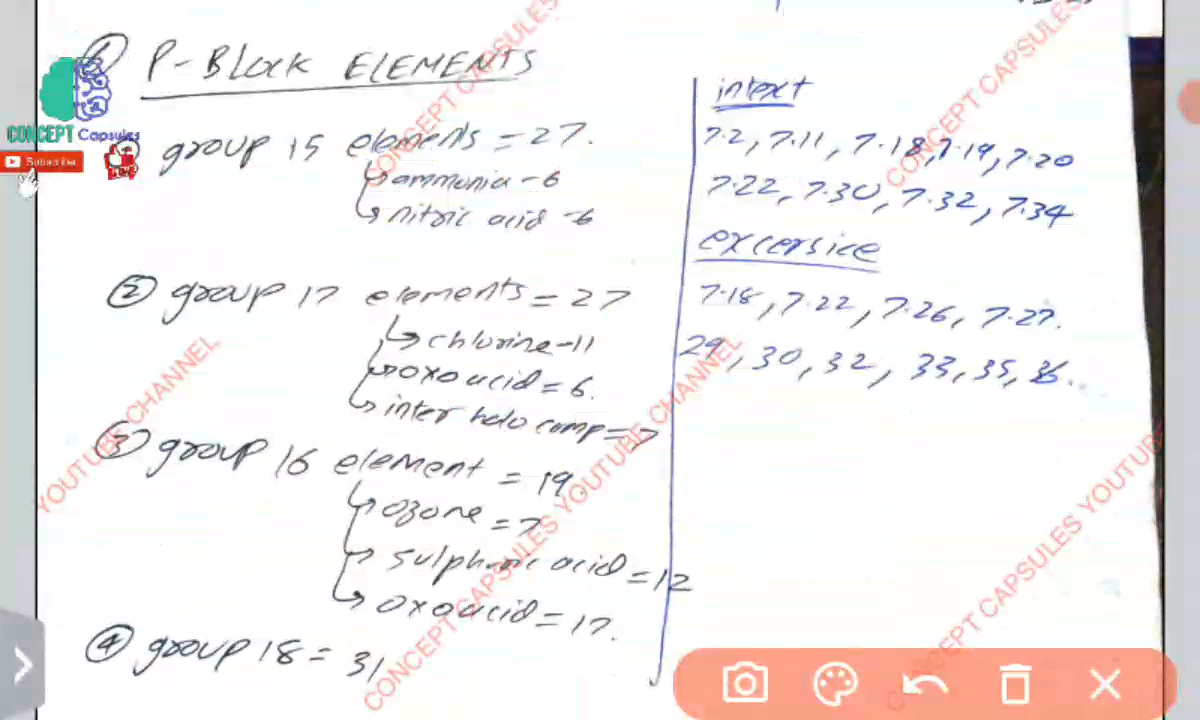 ① P-Block ELEMENTS
group 15 elements = 27.
ammonia - 6
nitric acid - 6
② group 17 elements = 27
chlorine - 11
oxoacid = 6.
inter halo comp = 7
③ group 16 element = 19.
ozone = 7
sulphuric acid = 12
oxoacid = 17.
④ group 18 = 31
intext
7.2, 7.11, 7.18, 7.19, 7.20
7.22, 7.30, 7.32, 7.34
excersice
7.18, 7.22, 7.26, 7.27.
29, 30, 32, 33, 35, 36.
CONCEPT Capsules
Subscribe
LIKE
CONCEPT CAPSULES YOUTUBE CHANNEL